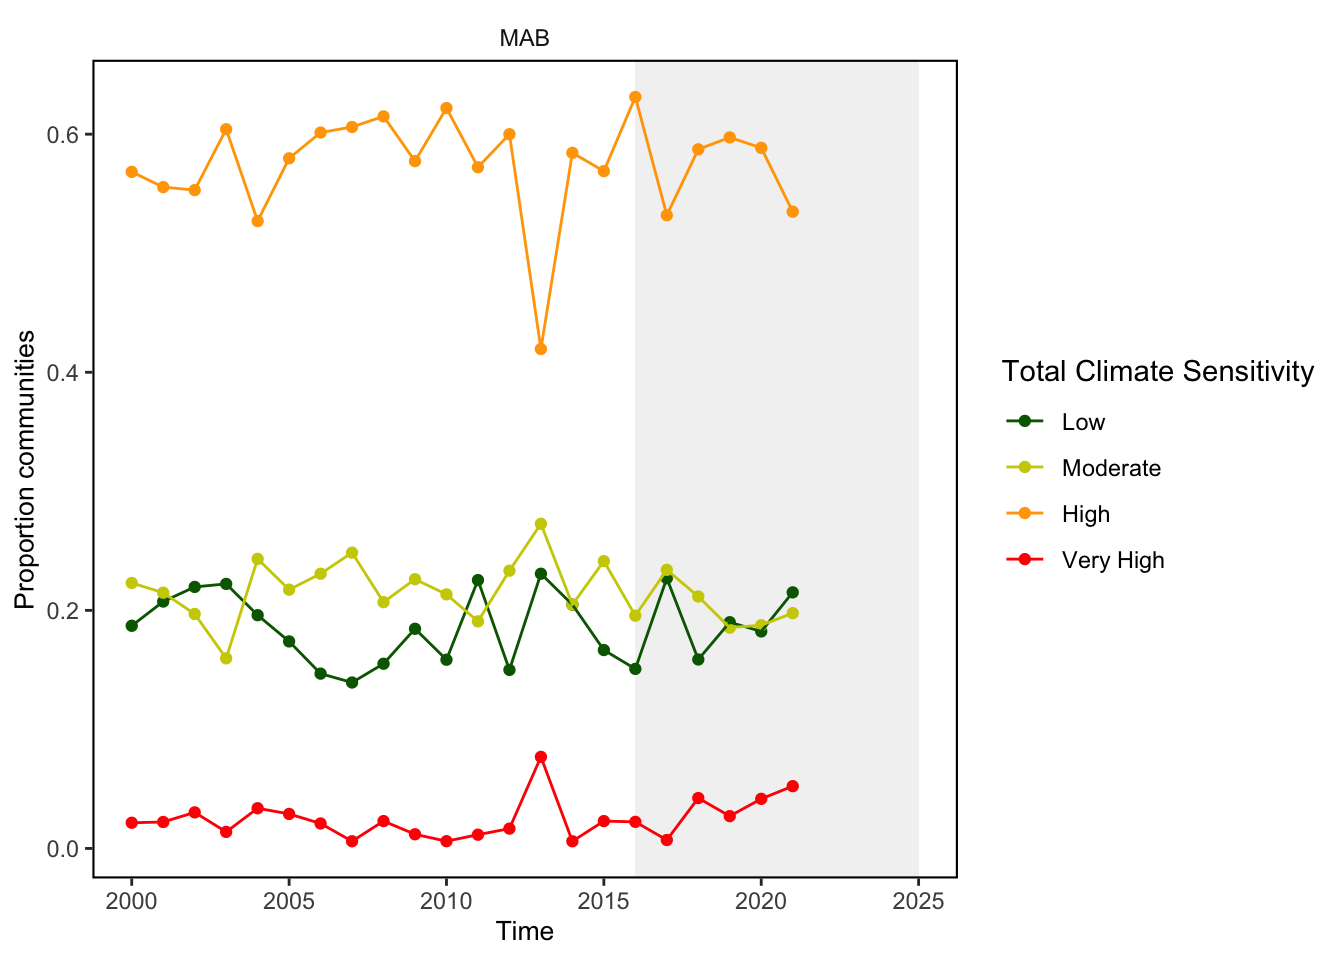 MAB
0.6
0.4
0.2
0.0
Proportion communities
2000 2005 2010 2015 2020 2025
Time
Total Climate Sensitivity
Low
Moderate
High
Very High